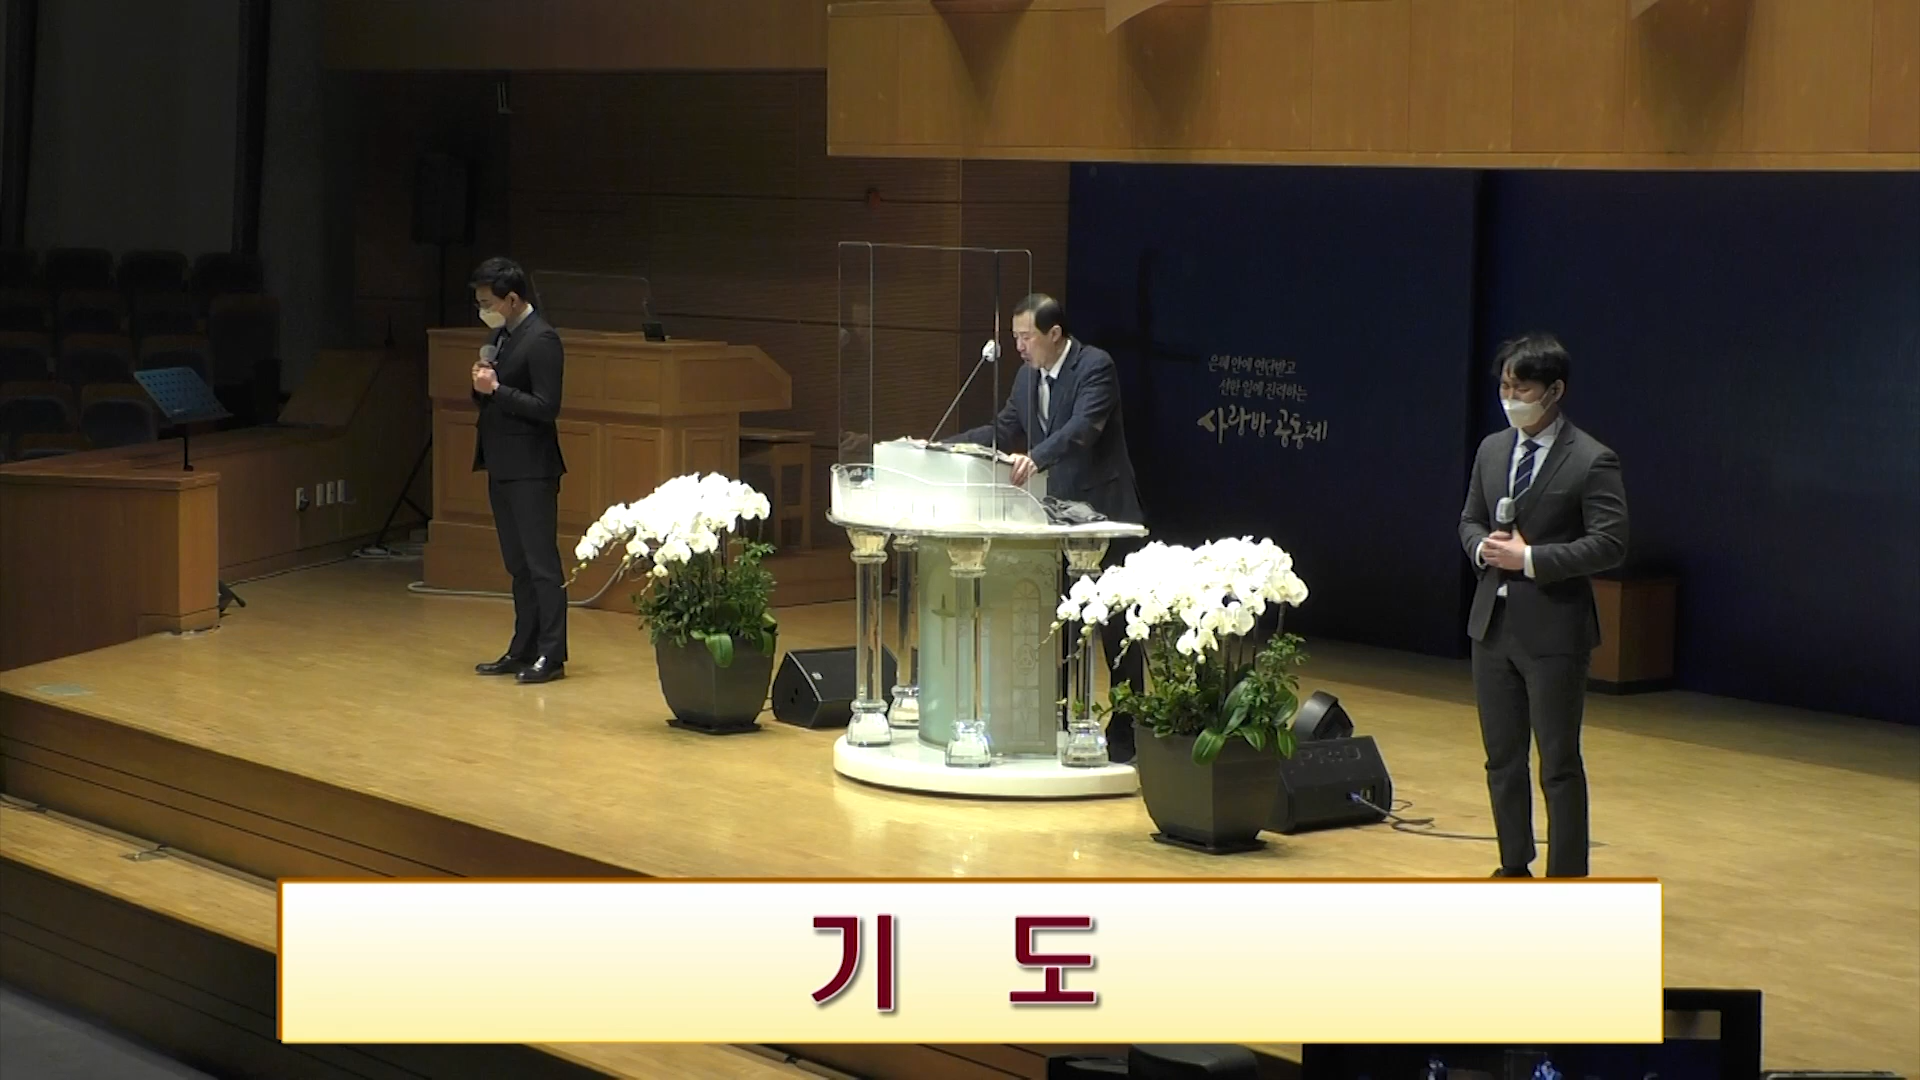 은혜 안에 연단받고
선한 일에 진력하는
사랑방 공동체
PRO
기 도